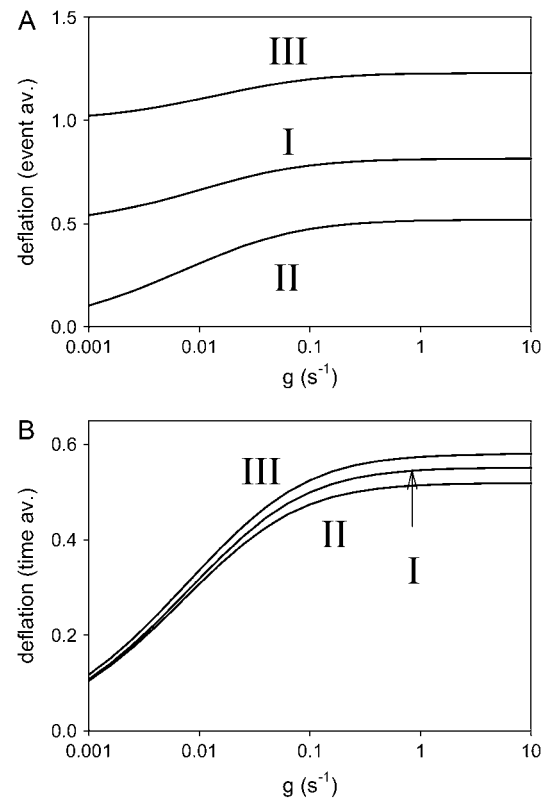 A
1.5
III
1.0
I
deflation (event av.)
0.5
II
0.0
0.001 0.01 0.1 1 10
g (s-1)
B
0.6
III
II
0.4
I
deflation (time av.)
0.2
0.0
0.001 0.01 0.1 1 10
g (s-1)